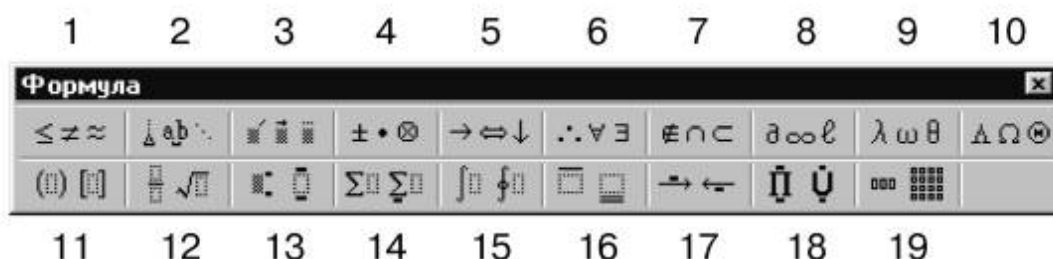 1 2 3 4 5 6 7 8 9 10
Формула
≤ ≠ ≈ a b ⋱ ± • ⊗ → ⇔ ↓ ∴ ∀ ∃ ∉ ∩ ⊂ ∂ ∞ ℓ λ ω θ Λ Ω Θ
( ) [ ] √ Σ Σ ∫ ∮ → ← Π Ụ
11 12 13 14 15 16 17 18 19